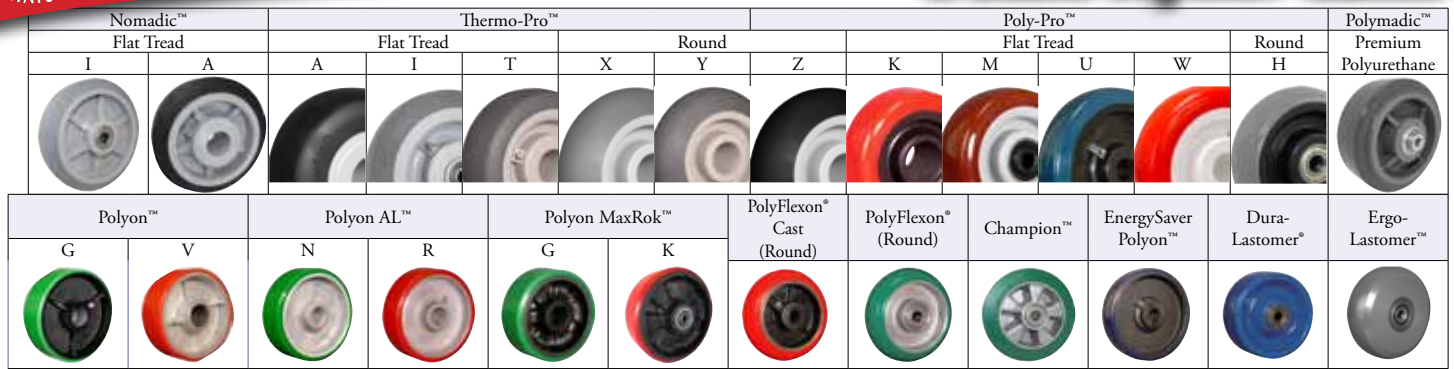 Nomadic™ Thermo-Pro™ Poly-Pro™ Polymadic™
Flat Tread Flat Tread Round Flat Tread Round Premium
I A A I T X Y Z K M U W H Polyurethane
Polyon™ Polyon AL™ Polyon MaxRok™ PolyFlexon® Cast (Round) PolyFlexon® (Round) Champion™ EnergySaver Polyon™ Dura-Lastomer® Ergo-Lastomer™
G V N R G K